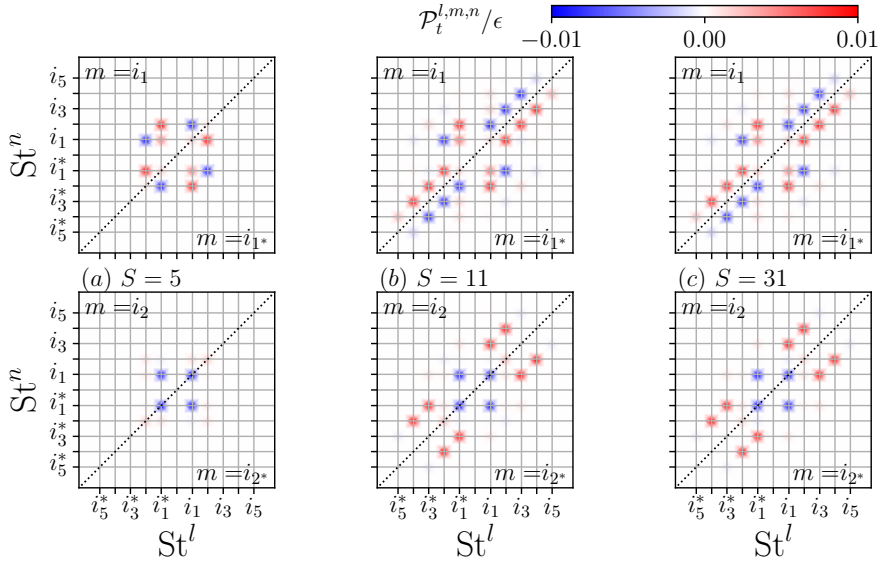 𝒫_t^{l,m,n}/ϵ
−0.01 0.00 0.01
m = i_1 m = i_1 m = i_1
St^n
i_5
i_3
i_1
i_1^*
i_3^*
i_5^*
m = i_{1*} m = i_{1*} m = i_{1*}
(a) S = 5 (b) S = 11 (c) S = 31
m = i_2 m = i_2 m = i_2
St^n
i_5
i_3
i_1
i_1^*
i_3^*
i_5^*
m = i_{2*} m = i_{2*} m = i_{2*}
i_5^* i_3^* i_1^* i_1 i_3 i_5 i_5^* i_3^* i_1^* i_1 i_3 i_5 i_5^* i_3^* i_1^* i_1 i_3 i_5
St^l St^l St^l